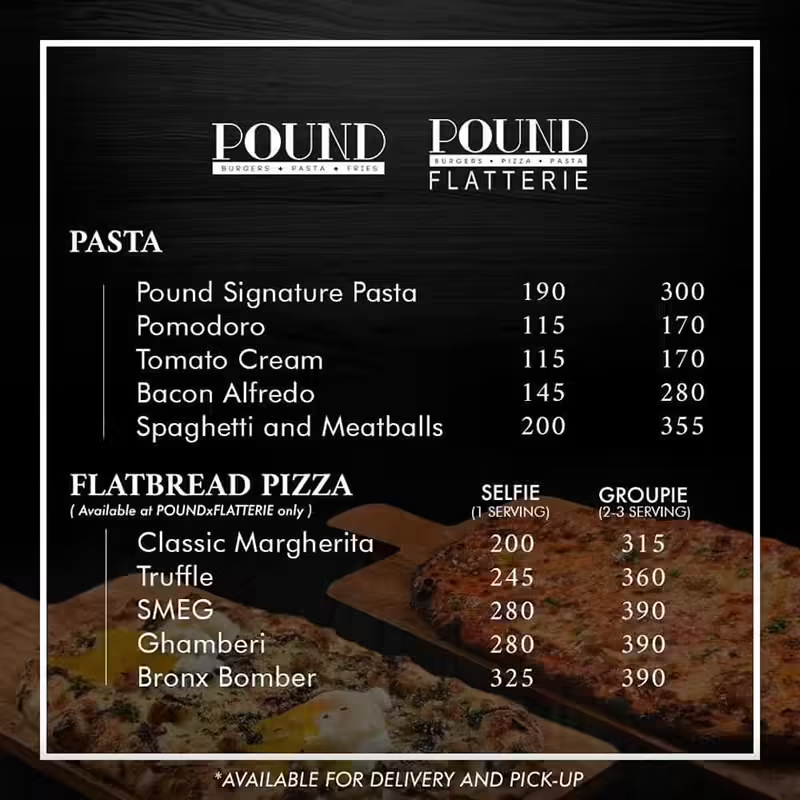 POUND
BURGERS • PASTA • FRIES
POUND
BURGERS • PIZZA • PASTA
FLATTERIE
PASTA
Pound Signature Pasta 190 300
Pomodoro 115 170
Tomato Cream 115 170
Bacon Alfredo 145 280
Spaghetti and Meatballs 200 355
FLATBREAD PIZZA SELFIE GROUPIE
( Available at POUNDxFLATTERIE only ) (1 SERVING) (2-3 SERVING)
Classic Margherita 200 315
Truffle 245 360
SMEG 280 390
Ghamberi 280 390
Bronx Bomber 325 390
*AVAILABLE FOR DELIVERY AND PICK-UP